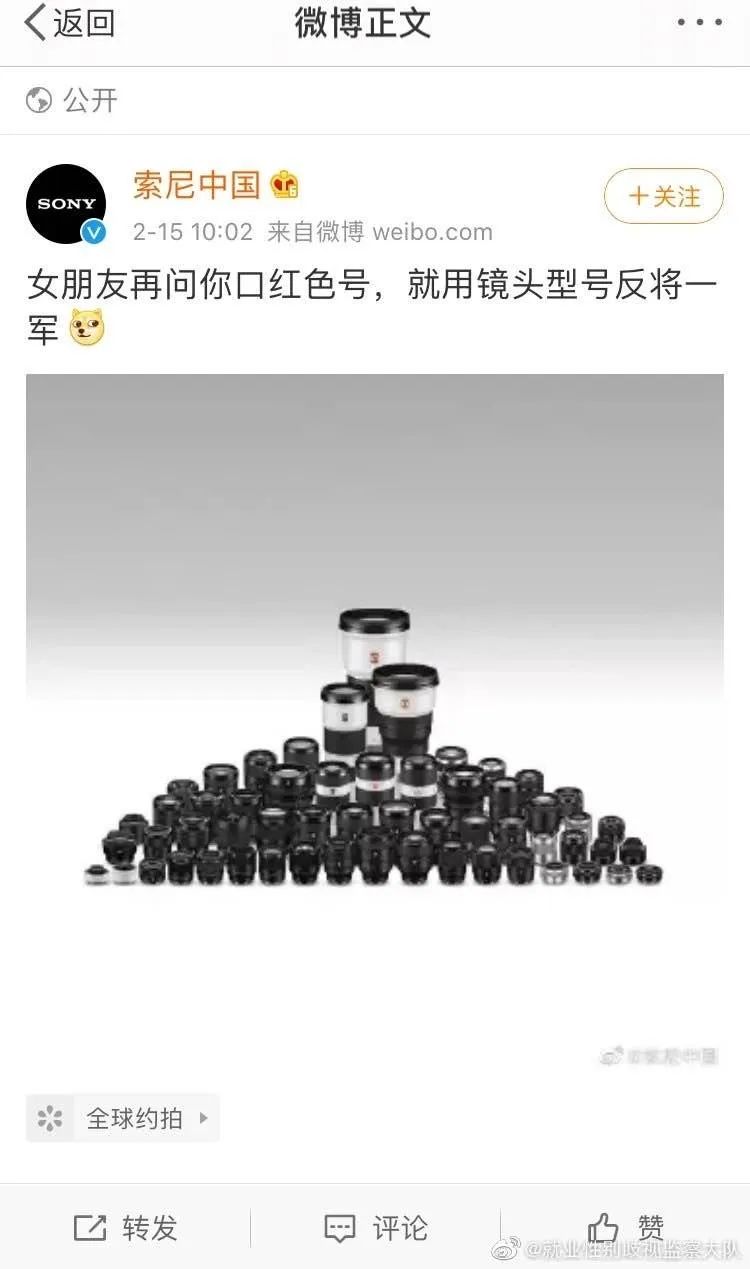 返回
微博正文
公开
SONY
索尼中国
2-15 10:02 来自微博 weibo.com
+关注
女朋友再问你口红色号，就用镜头型号反将一
军
@索尼中国
全球约拍
转发
评论
赞
@就业性别歧视监察大队